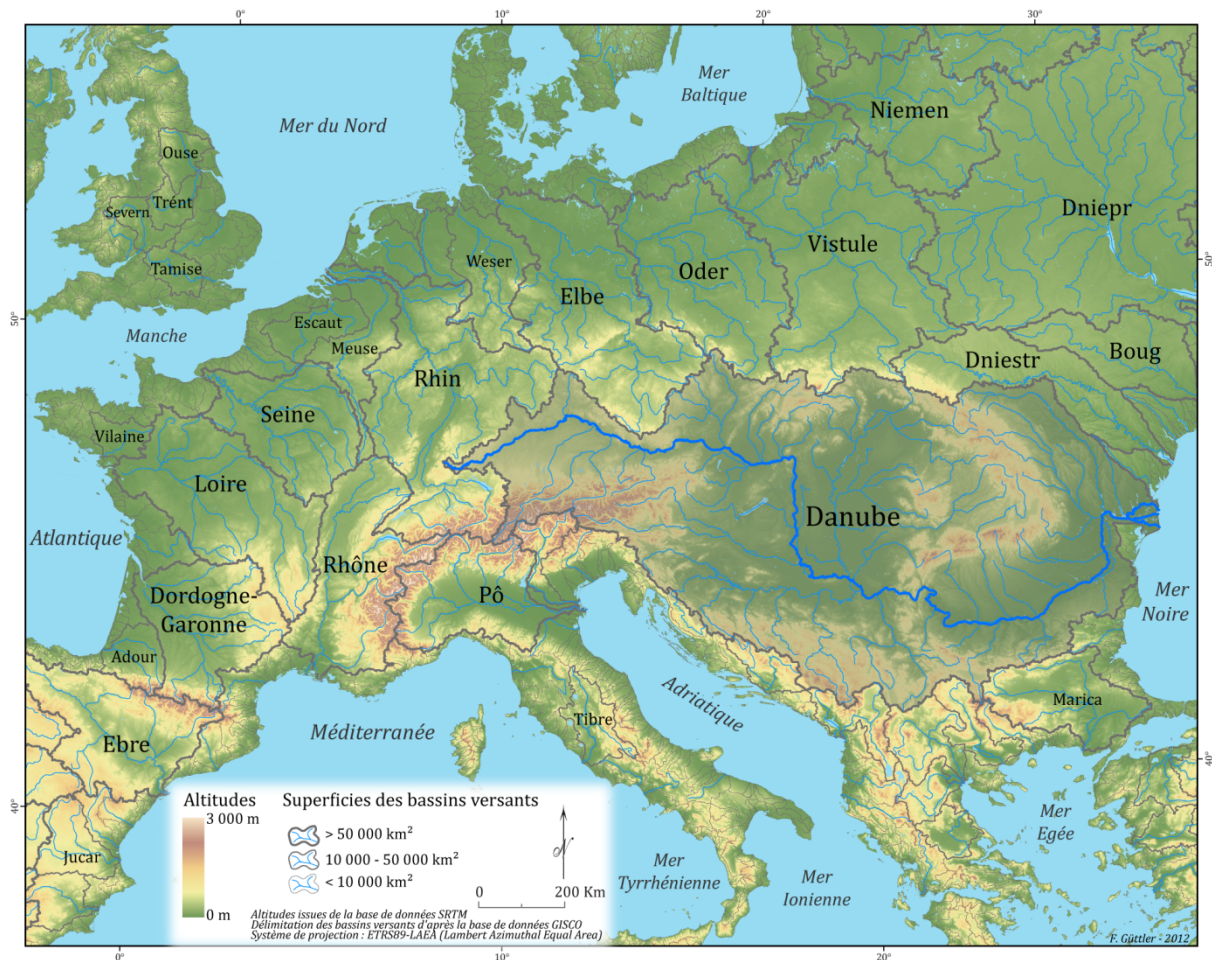 0°
10°
20°
30°
Mer
Baltique
Mer du Nord
Niemen
Ouse
Trént
Severn
Dniepr
Tamise
Weser
Vistule
Oder
Elbe
50°
50°
Escaut
Manche
Meuse
Dniestr
Boug
Rhin
Seine
Vilaine
Loire
Danube
Atlantique
Rhône
Pô
Dordogne-
Garonne
Mer
Noire
Adour
Adriatique
Marica
Tibre
Méditerranée
Ebre
40°
40°
Jucar
Mer
Egée
Mer
Tyrrhénienne
Mer
Ionienne
Altitudes
3 000 m
0 m
Superficies des bassins versants
> 50 000 km²
10 000 - 50 000 km²
< 10 000 km²
N
0
200 Km
Altitudes issues de la base de données SRTM
Délimitation des bassins versants d'après la base de données GISCO
Système de projection : ETRS89-LAEA (Lambert Azimuthal Equal Area)
F. Güttler - 2012
0°
10°
20°